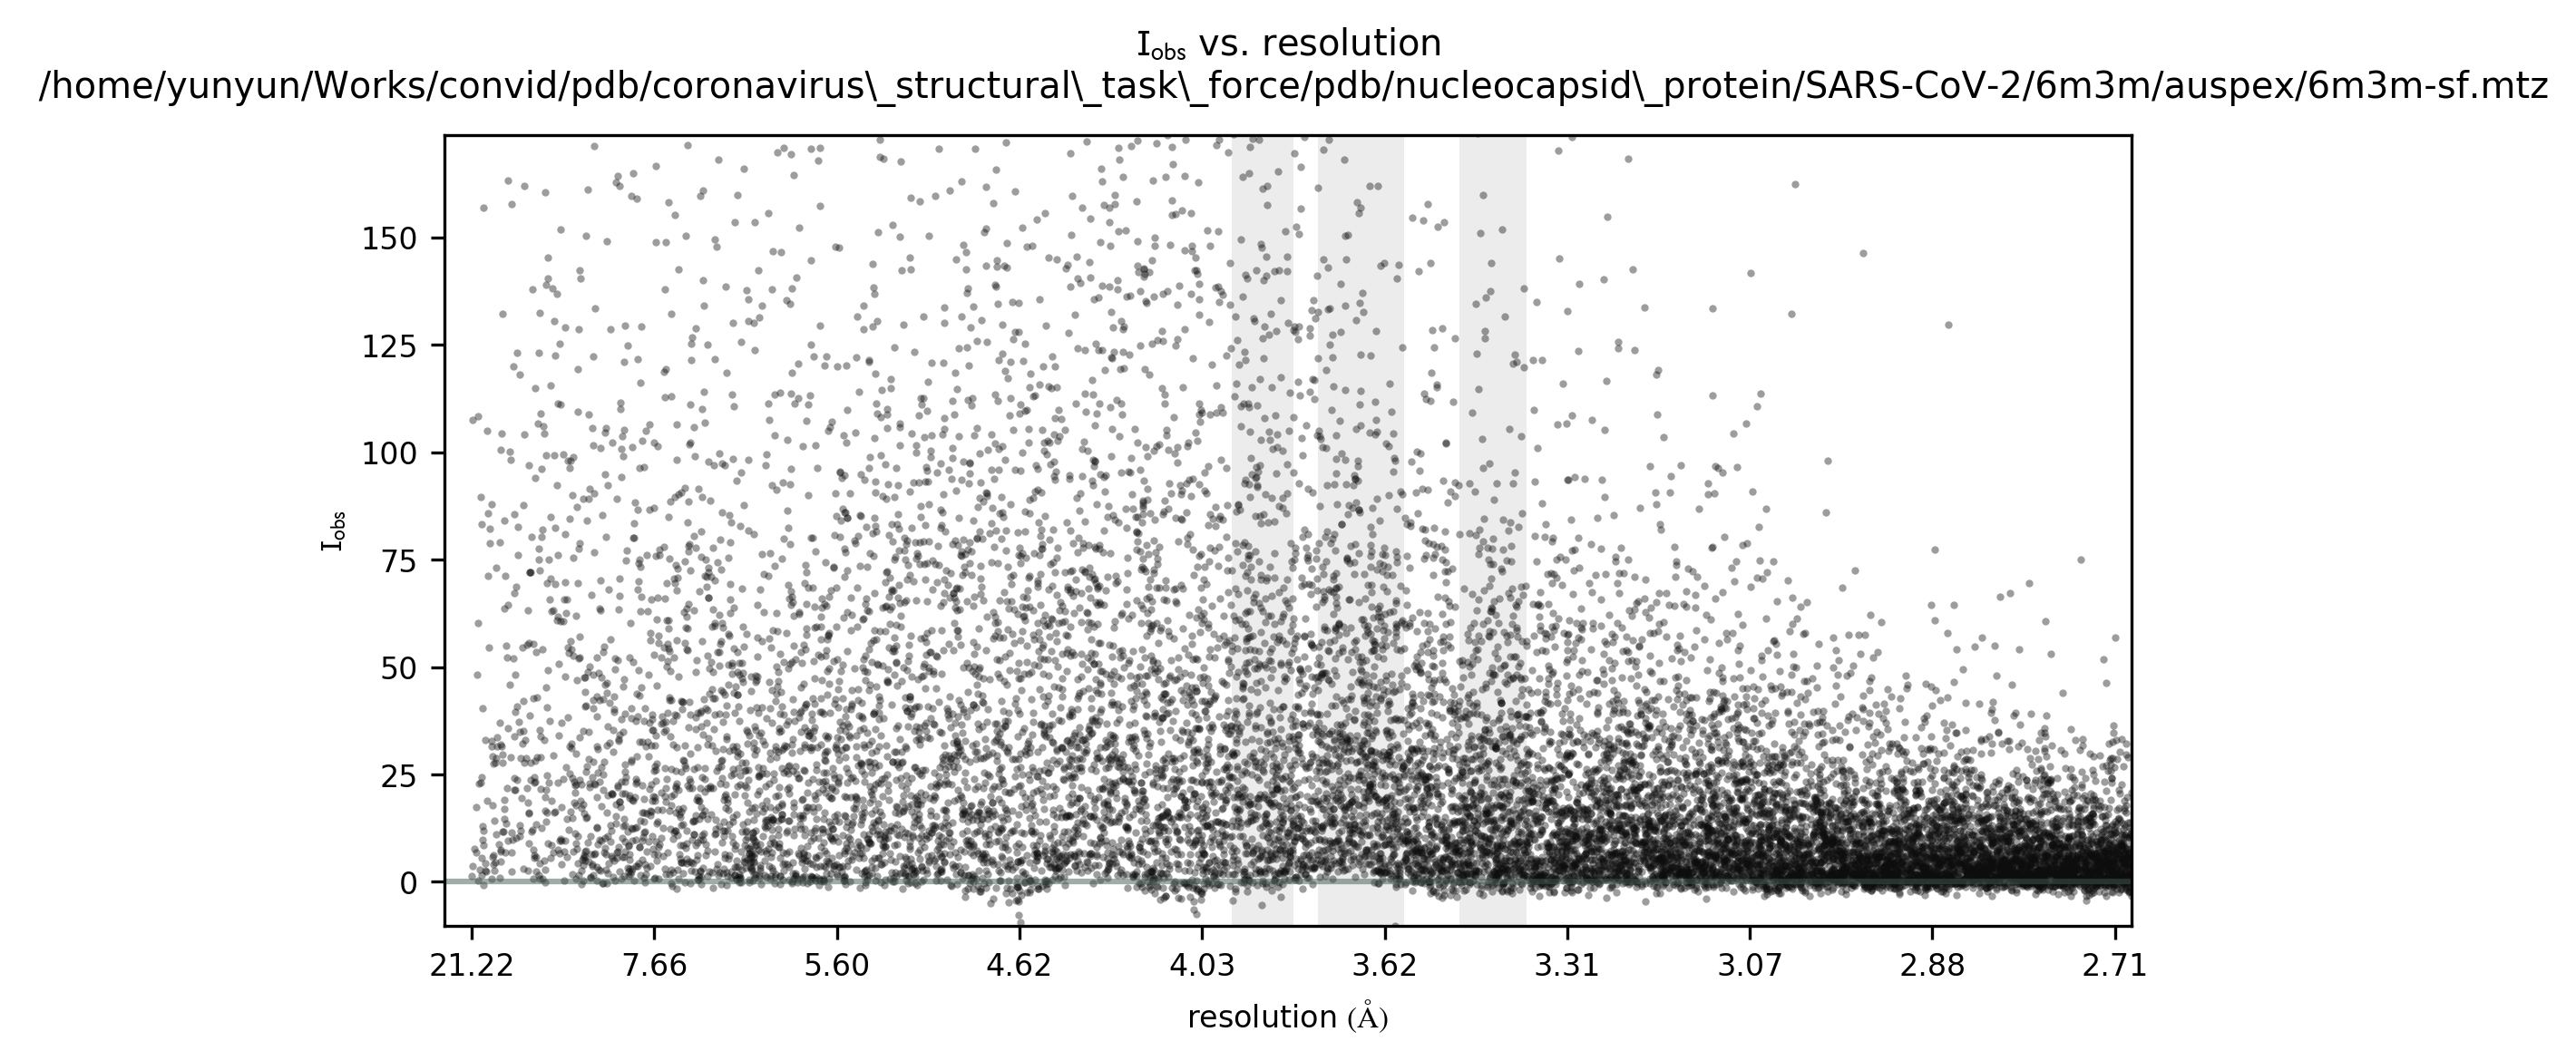 I_obs vs. resolution
/home/yunyun/Works/convid/pdb/coronavirus\_structural\_task\_force/pdb/nucleocapsid\_protein/SARS-CoV-2/6m3m/auspex/6m3m-sf.mtz
150
125
100
75
50
25
0
I_obs
21.22 7.66 5.60 4.62 4.03 3.62 3.31 3.07 2.88 2.71
resolution (Å)